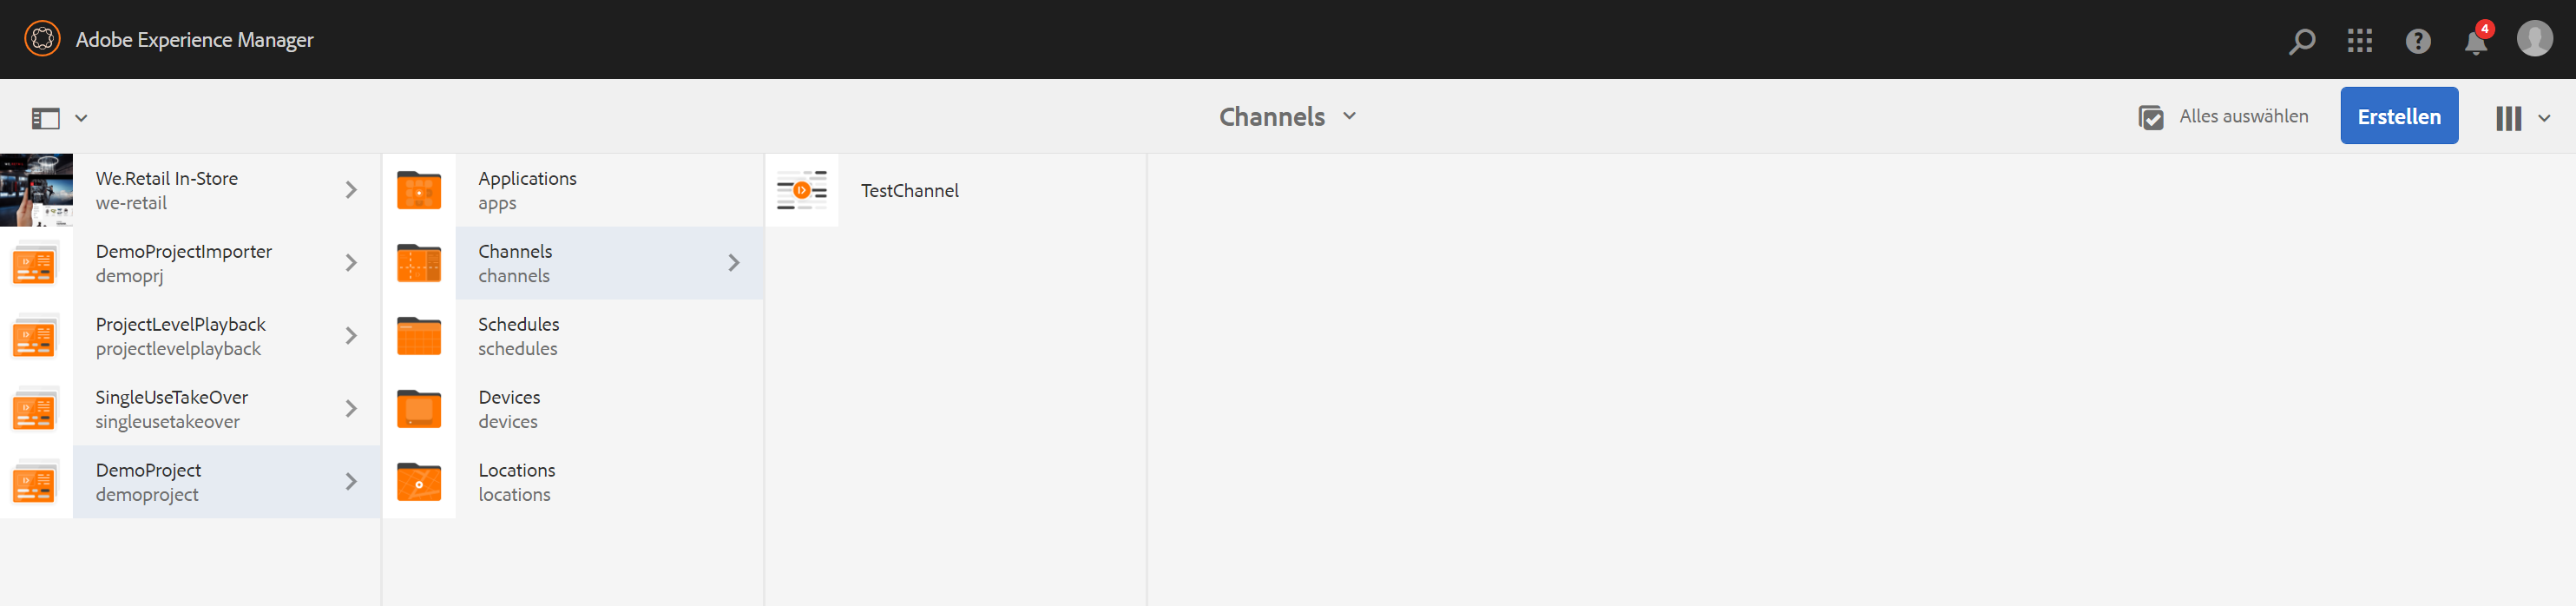 Adobe Experience Manager
4
Channels
Alles auswählen
Erstellen
We.Retail In-Store
we-retail
DemoProjectImporter
demoprj
ProjectLevelPlayback
projectlevelplayback
SingleUseTakeOver
singleusetakeover
DemoProject
demoproject
Applications
apps
Channels
channels
Schedules
schedules
Devices
devices
Locations
locations
TestChannel